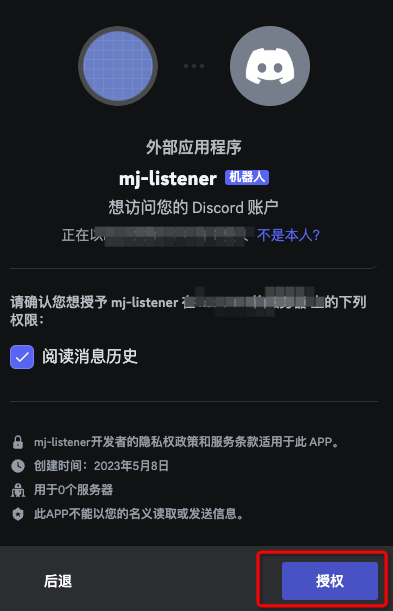 外部应用程序
mj-listener 机器人
想访问您的 Discord 账户
正在以 不是本人?
请确认您想授予 mj-listener 在 上的下列
权限：
阅读消息历史
mj-listener开发者的隐私权政策和服务条款适用于此 APP。
创建时间：2023年5月8日
用于0个服务器
此APP不能以您的名义读取或发送信息。
后退 授权